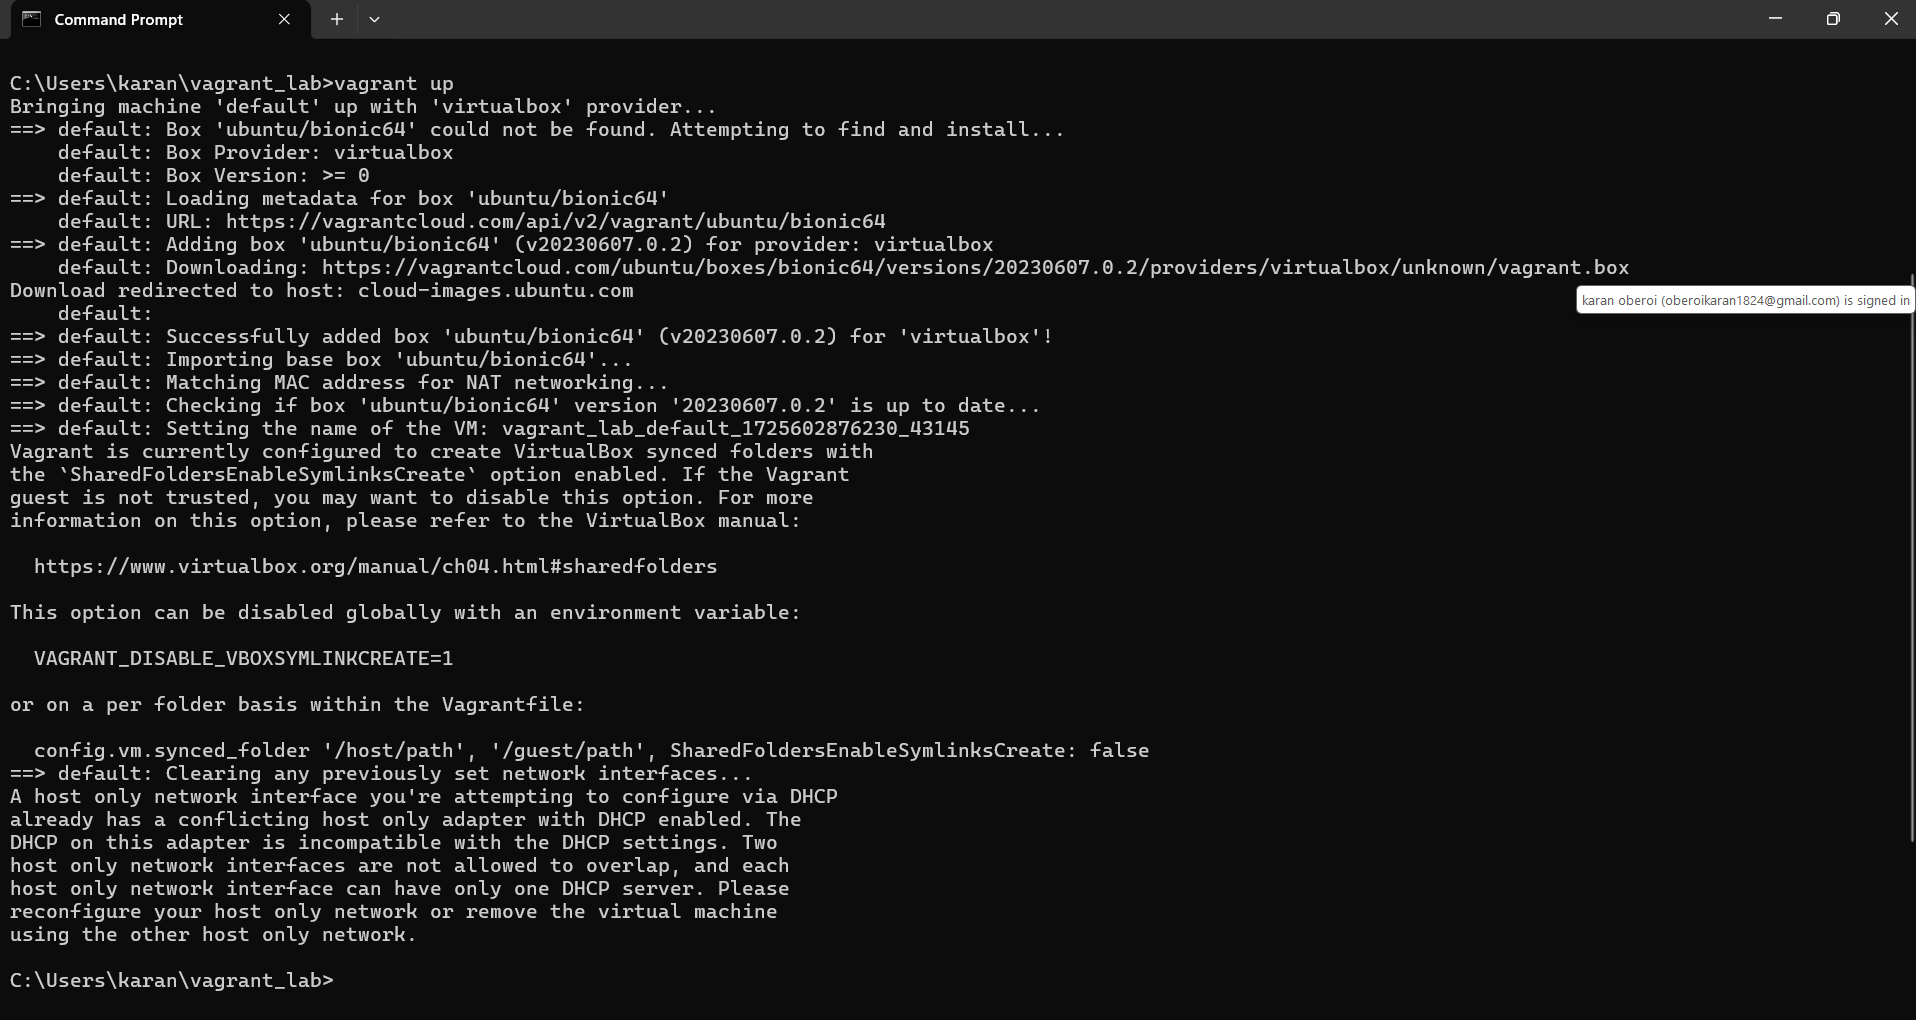 Command Prompt
C:\Users\karan\vagrant_lab>vagrant up
Bringing machine 'default' up with 'virtualbox' provider...
==> default: Box 'ubuntu/bionic64' could not be found. Attempting to find and install...
    default: Box Provider: virtualbox
    default: Box Version: >= 0
==> default: Loading metadata for box 'ubuntu/bionic64'
    default: URL: https://vagrantcloud.com/api/v2/vagrant/ubuntu/bionic64
==> default: Adding box 'ubuntu/bionic64' (v20230607.0.2) for provider: virtualbox
    default: Downloading: https://vagrantcloud.com/ubuntu/boxes/bionic64/versions/20230607.0.2/providers/virtualbox/unknown/vagrant.box
Download redirected to host: cloud-images.ubuntu.com
karan oberoi (oberoikaran1824@gmail.com) is signed in
    default:
==> default: Successfully added box 'ubuntu/bionic64' (v20230607.0.2) for 'virtualbox'!
==> default: Importing base box 'ubuntu/bionic64'...
==> default: Matching MAC address for NAT networking...
==> default: Checking if box 'ubuntu/bionic64' version '20230607.0.2' is up to date...
==> default: Setting the name of the VM: vagrant_lab_default_1725602876230_43145
Vagrant is currently configured to create VirtualBox synced folders with
the `SharedFoldersEnableSymlinksCreate` option enabled. If the Vagrant
guest is not trusted, you may want to disable this option. For more
information on this option, please refer to the VirtualBox manual:
  https://www.virtualbox.org/manual/ch04.html#sharedfolders
This option can be disabled globally with an environment variable:
  VAGRANT_DISABLE_VBOXSYMLINKCREATE=1
or on a per folder basis within the Vagrantfile:
  config.vm.synced_folder '/host/path', '/guest/path', SharedFoldersEnableSymlinksCreate: false
==> default: Clearing any previously set network interfaces...
A host only network interface you're attempting to configure via DHCP
already has a conflicting host only adapter with DHCP enabled. The
DHCP on this adapter is incompatible with the DHCP settings. Two
host only network interfaces are not allowed to overlap, and each
host only network interface can have only one DHCP server. Please
reconfigure your host only network or remove the virtual machine
using the other host only network.
C:\Users\karan\vagrant_lab>